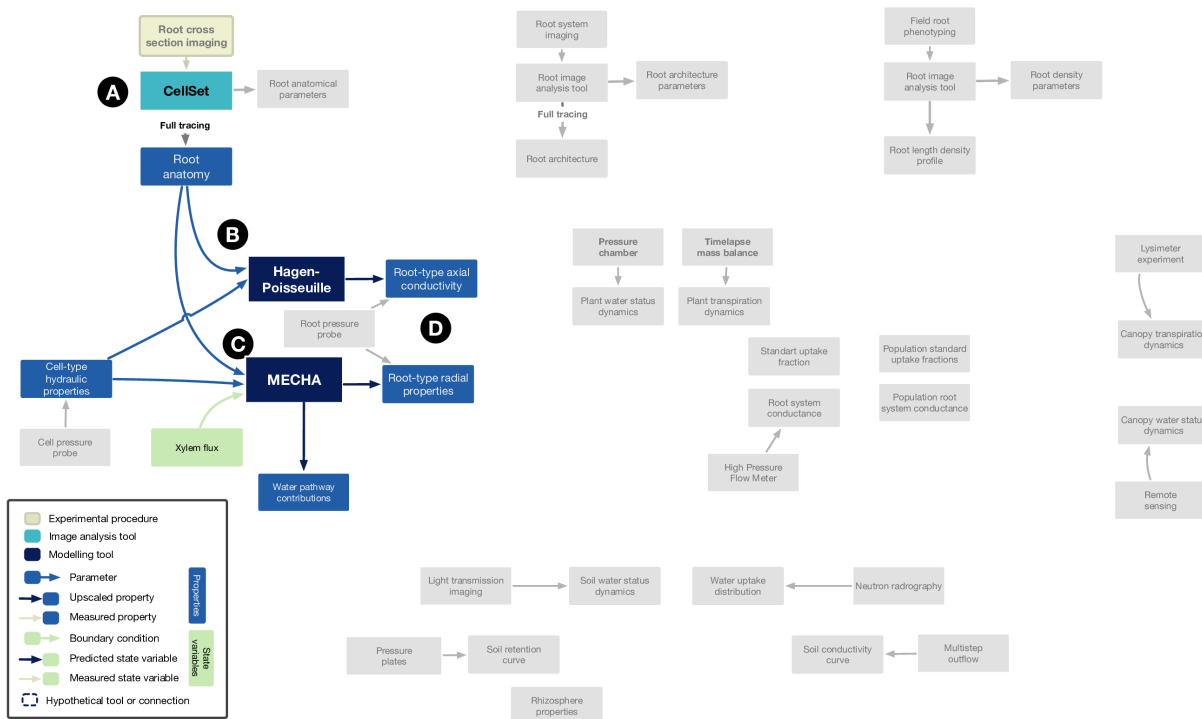 Root cross
section imaging
A
CellSet
Root anatomical
parameters
Full tracing
Root
anatomy
B
Hagen-
Poisseuille
Root-type axial
conductivity
Root pressure
probe
D
C
Cell-type
hydraulic
properties
MECHA
Root-type radial
properties
Cell pressure
probe
Xylem flux
Water pathway
contributions
Root system
imaging
Root image
analysis tool
Root architecture
parameters
Full tracing
Root architecture
Field root
phenotyping
Root image
analysis tool
Root density
parameters
Root length density
profile
Pressure
chamber
Timelapse
mass balance
Plant water status
dynamics
Plant transpiration
dynamics
Standart uptake
fraction
Population standard
uptake fractions
Root system
conductance
Population root
system conductance
High Pressure
Flow Meter
Lysimeter
experiment
Canopy transpiration
dynamics
Canopy water status
dynamics
Remote
sensing
Light transmission
imaging
Soil water status
dynamics
Water uptake
distribution
Neutron radiography
Pressure
plates
Soil retention
curve
Soil conductivity
curve
Multistep
outflow
Rhizosphere
properties
Experimental procedure
Image analysis tool
Modelling tool
Parameter
Upscaled property
Measured property
Properties
Boundary condition
Predicted state variable
Measured state variable
State
variables
Hypothetical tool or connection